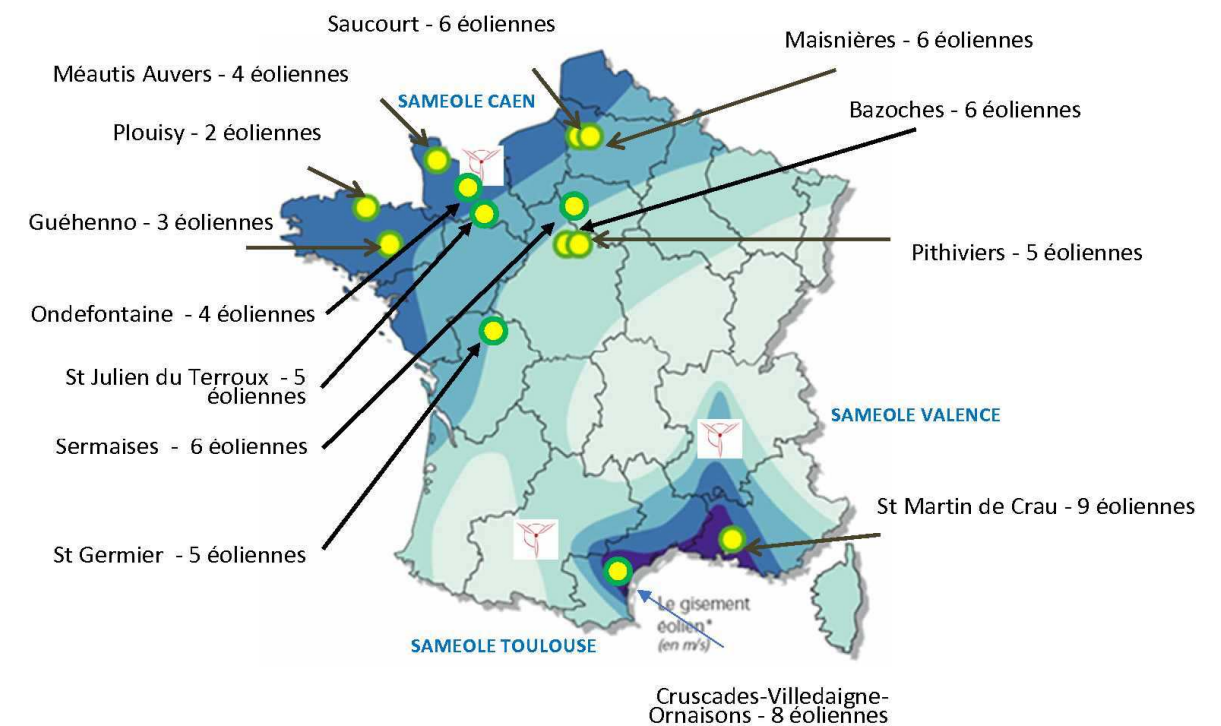 Saucourt - 6 éoliennes
Maisnières - 6 éoliennes
Méautis Auvers - 4 éoliennes
SAMEOLE CAEN
Bazoches - 6 éoliennes
Plouisy - 2 éoliennes
Guéhenno - 3 éoliennes
Pithiviers - 5 éoliennes
Ondefontaine - 4 éoliennes
St Julien du Terroux - 5
éoliennes
SAMEOLE VALENCE
Sermaises - 6 éoliennes
St Martin de Crau - 9 éoliennes
St Germier - 5 éoliennes
Le gisement
éolien*
(en m/s)
SAMEOLE TOULOUSE
Cruscades-Villedaigne-
Ornaisons - 8 éoliennes